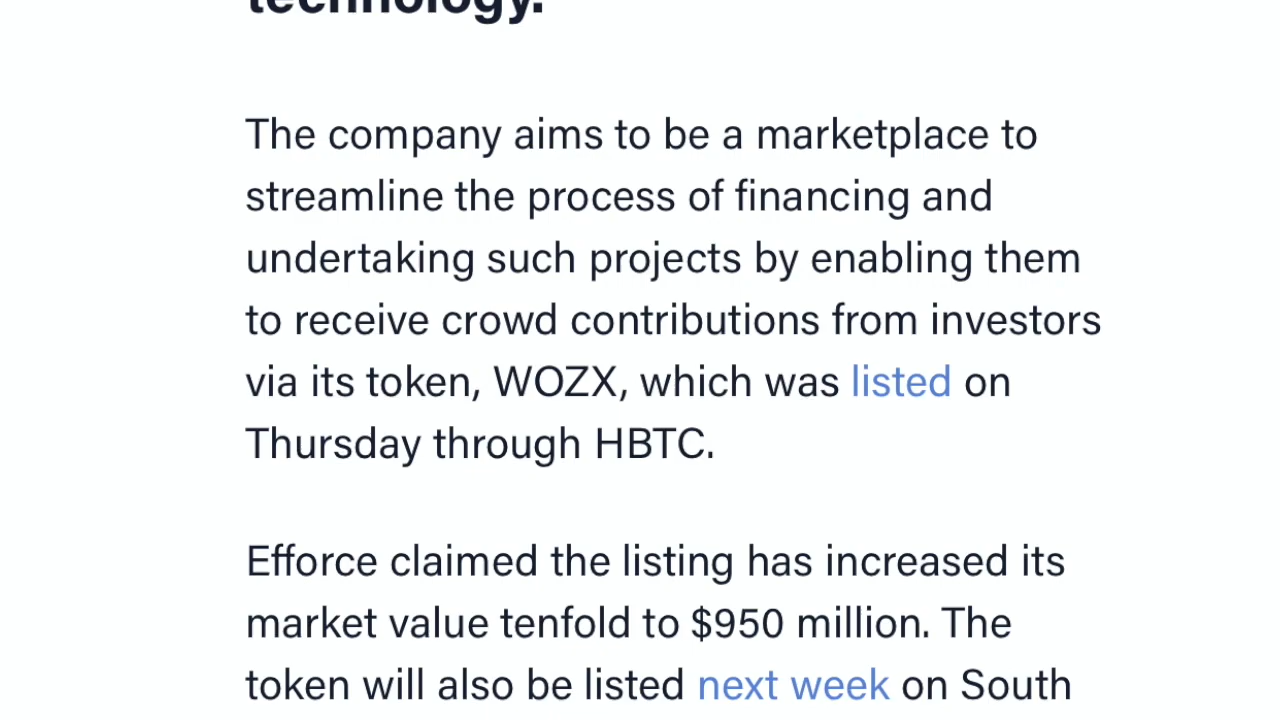 technology.
The company aims to be a marketplace to
streamline the process of financing and
undertaking such projects by enabling them
to receive crowd contributions from investors
via its token, WOZX, which was listed on
Thursday through HBTC.
Efforce claimed the listing has increased its
market value tenfold to $950 million. The
token will also be listed next week on South